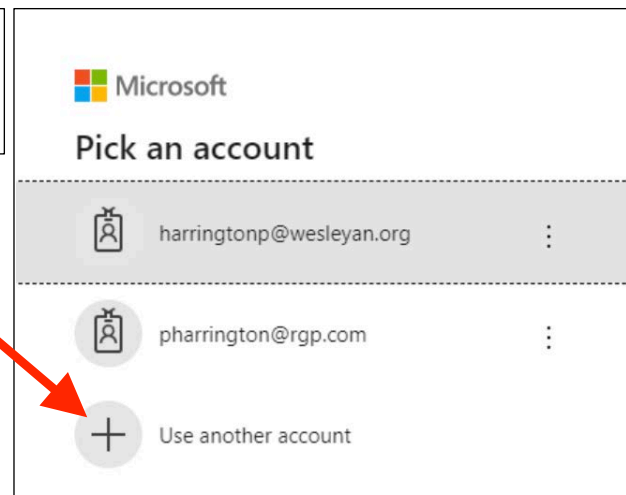 Microsoft
Pick an account
harringtonp@wesleyan.org
pharrington@rgp.com
Use another account